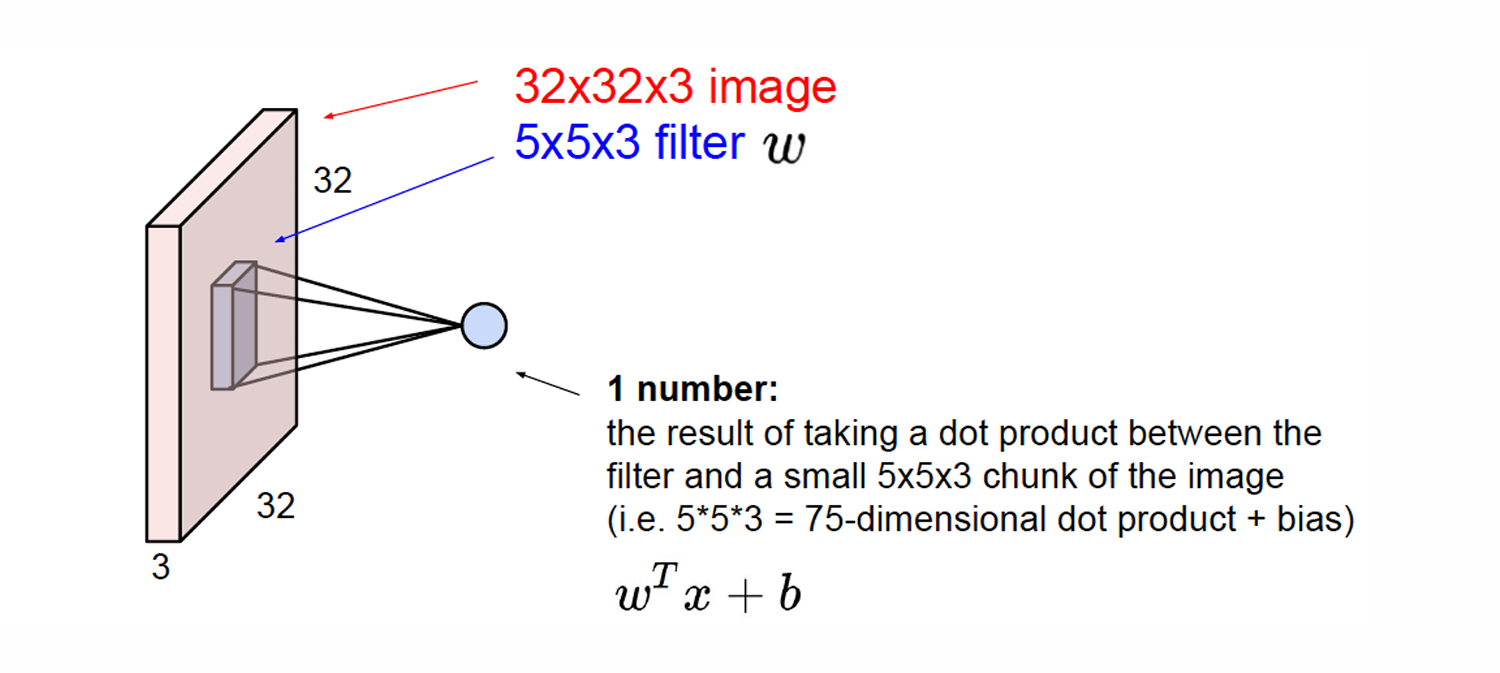 32x32x3 image
5x5x3 filter w
32
32
3
1 number:
the result of taking a dot product between the
filter and a small 5x5x3 chunk of the image
(i.e. 5*5*3 = 75-dimensional dot product + bias)
w^T x + b